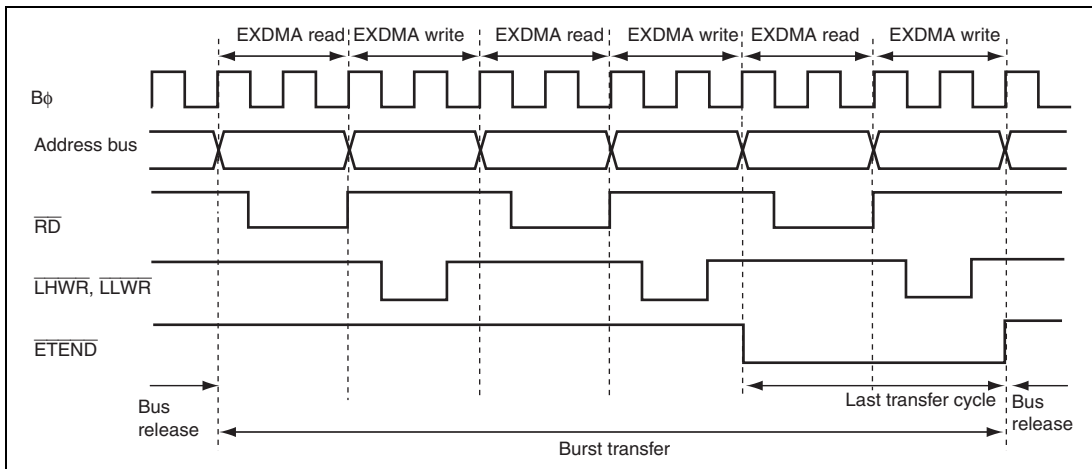 EXDMA read EXDMA write EXDMA read EXDMA write EXDMA read EXDMA write
Bφ
Address bus
RD
LHWR, LLWR
ETEND
Bus release
Last transfer cycle
Bus release
Burst transfer